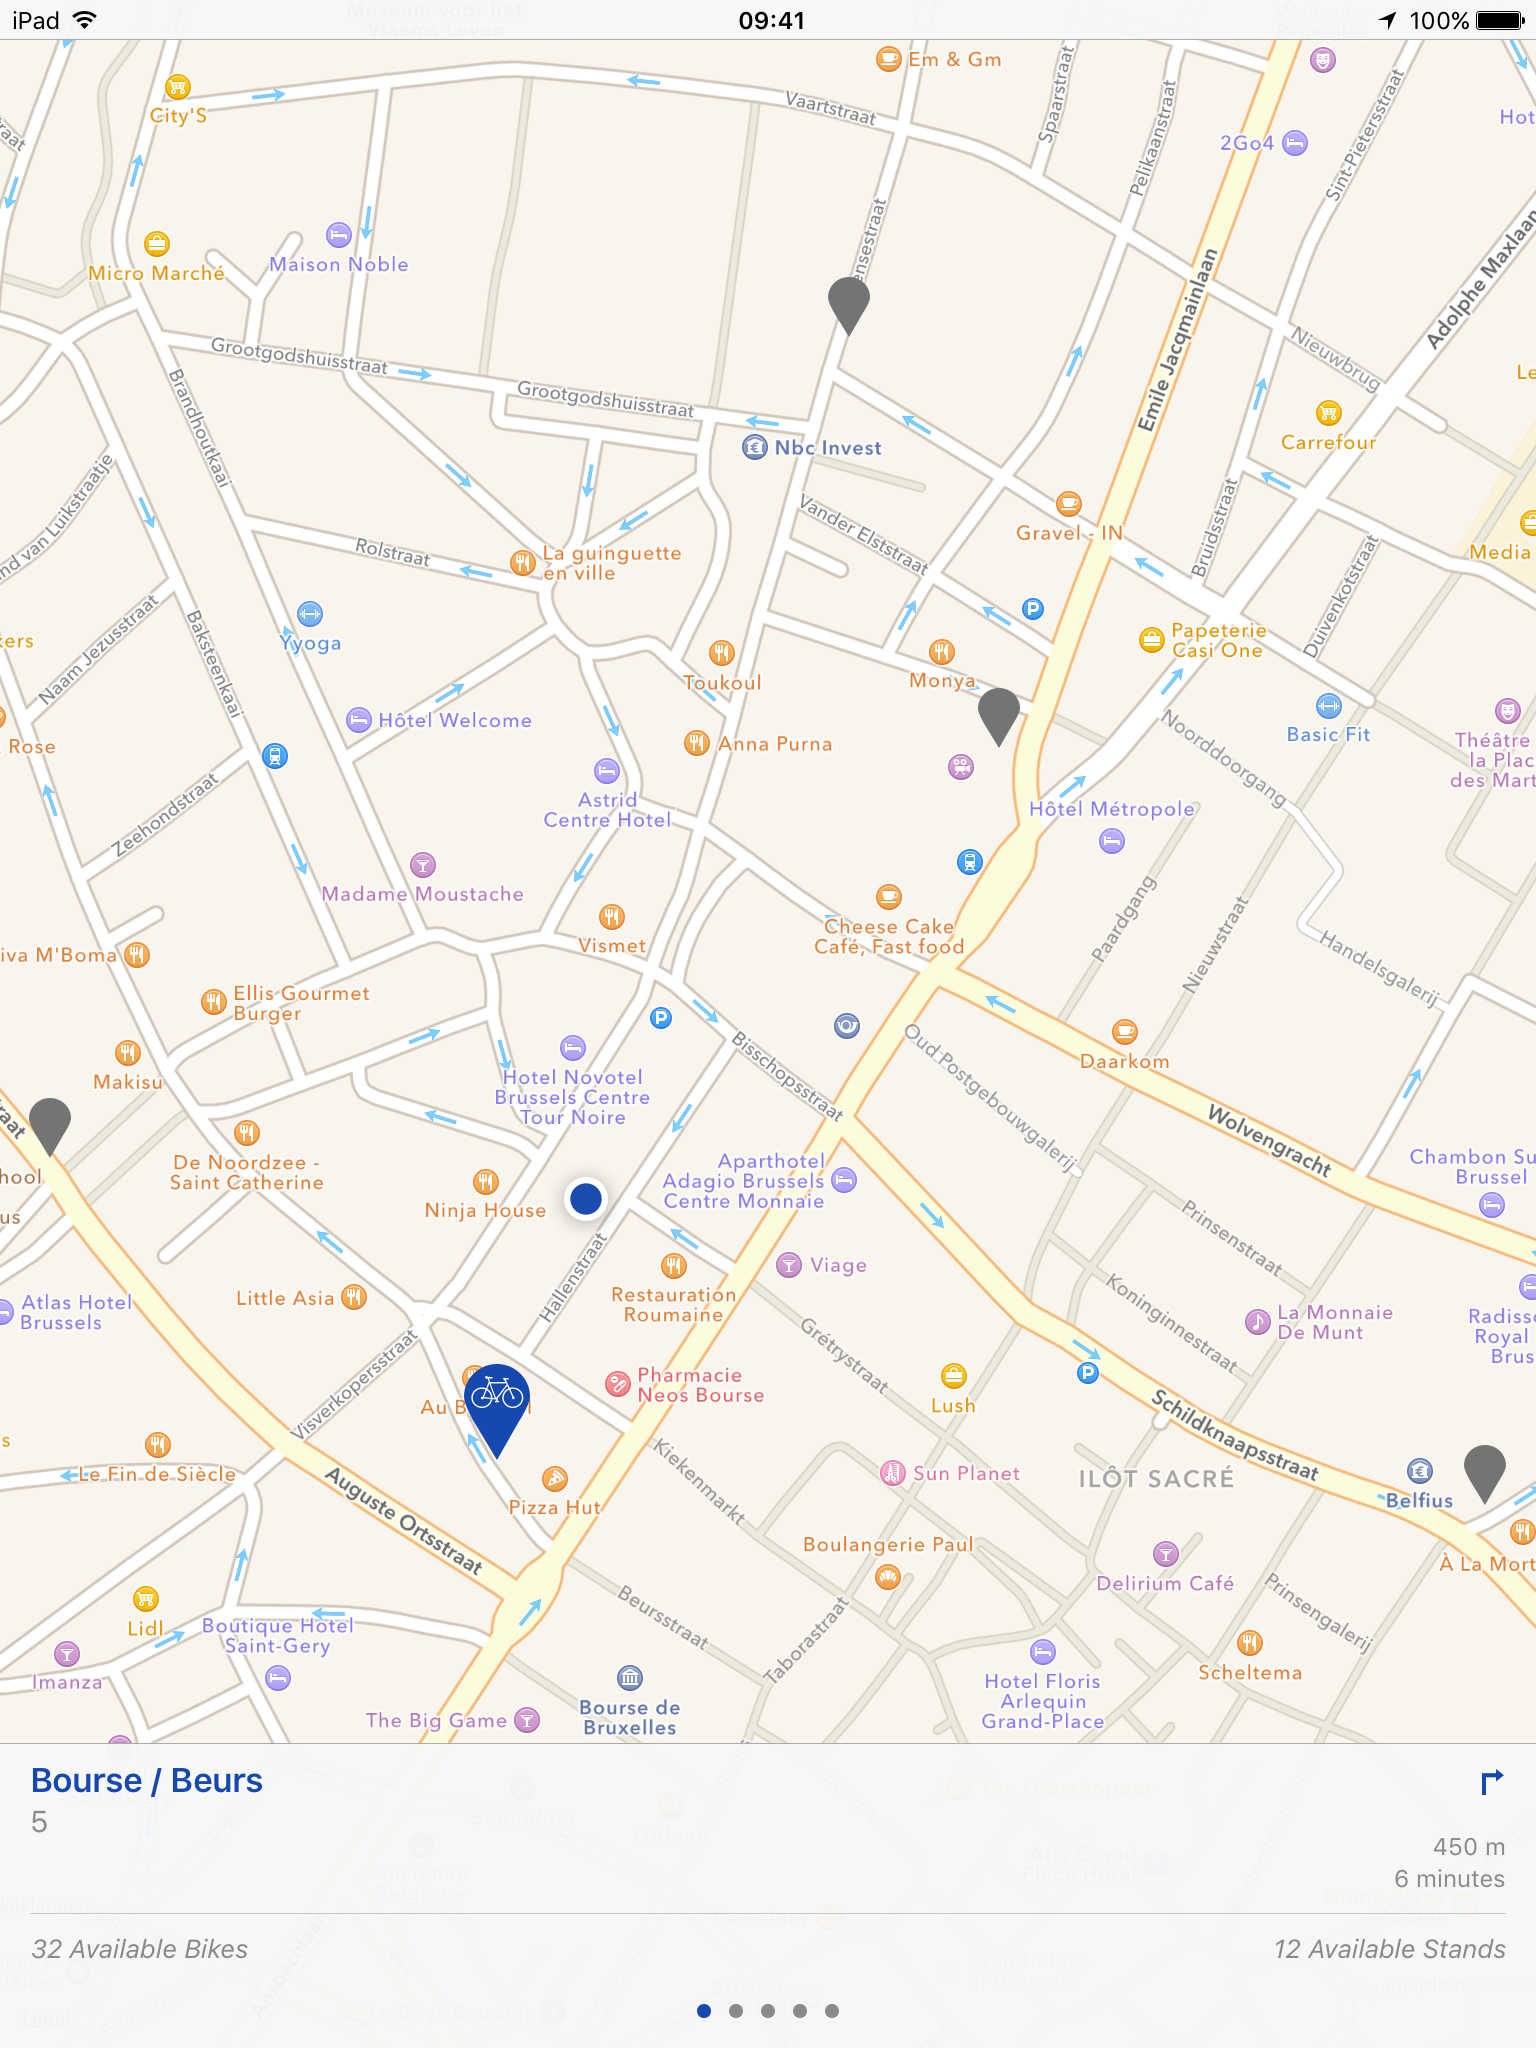 iPad
09:41
100%
Em & Gm
City'S
Vaartstraat
Spaarstraat
Pelikaanstraat
2Go4
Sint-Pietersstraat
Hot
Micro Marché
Maison Noble
Emile Jacqmainlaan
Adolphe Maxlaan
Grootgodshuisstraat
Brandhoutkaai
Grootgodshuisstraat
Nieuwbrug
Le
Carrefour
Nbc Invest
Vander Elststraat
Gravel - IN
Bruidsstraat
Media
Rolstraat
La guinguette
en ville
Duivenkotstraat
Papeterie
Casi One
Yyoga
Naam Jezusstraat
Baksteenkaai
Toukoul
Monya
Basic Fit
Noorddoorgang
Hôtel Welcome
Rose
Anna Purna
Théâtre
la Plac
des Mart
Zeehondstraat
Astrid
Centre Hotel
Hôtel Métropole
Madame Moustache
Paardgang
Nieuwstraat
Vismet
Cheese Cake
Café, Fast food
Handelsgalerij
iva M'Boma
Ellis Gourmet
Burger
Bisschopsstraat
Oud Postgebouwgalerij
Daarkom
Makisu
Hotel Novotel
Brussels Centre
Tour Noire
Wolvengracht
De Noordzee -
Saint Catherine
Aparthotel
Adagio Brussels
Centre Monnaie
Chambon Su
Brussel
Ninja House
Prinsenstraat
Hallenstraat
Viage
Koninginnestraat
Little Asia
Atlas Hotel
Brussels
Restauration
Roumaine
La Monnaie
De Munt
Radisso
Royal
Brus
Grétrystraat
Visverkopersstraat
Pharmacie
Neos Bourse
Lush
Au B
Schildknaapsstraat
Kiekenmarkt
Le Fin de Siècle
Auguste Ortsstraat
Pizza Hut
Sun Planet
ILÔT SACRÉ
Belfius
Boulangerie Paul
À La Mort
Delirium Café
Prinsengalerij
Beursstraat
Taborastraat
Lidl
Boutique Hotel
Saint-Gery
Scheltema
Imanza
Hotel Floris
Arlequin
Grand-Place
Bourse de
Bruxelles
The Big Game
Bourse / Beurs
5
450 m
6 minutes
32 Available Bikes
12 Available Stands
Legal